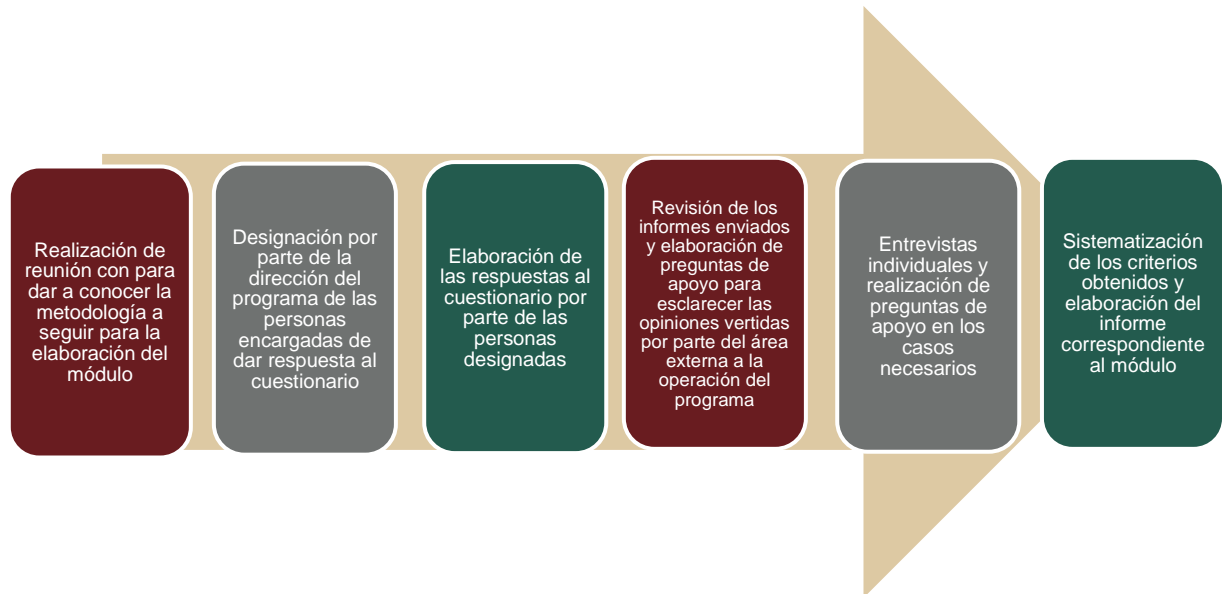 Realización de
reunión con para
dar a conocer la
metodología a
seguir para la
elaboración del
módulo
Designación por
parte de la
dirección del
programa de las
personas
encargadas de
dar respuesta al
cuestionario
Elaboración de
las respuestas al
cuestionario por
parte de las
personas
designadas
Revisión de los
informes enviados
y elaboración de
preguntas de
apoyo para
esclarecer las
opiniones vertidas
por parte del área
externa a la
operación del
programa
Entrevistas
individuales y
realización de
preguntas de
apoyo en los
casos
necesarios
Sistematización
de los criterios
obtenidos y
elaboración del
informe
correspondiente
al módulo